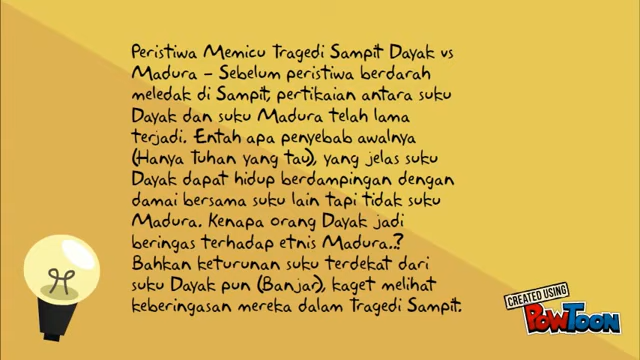 Peristiwa Memicu Tragedi Sampit Dayak vs
Madura - Sebelum peristiwa berdarah
meledak di Sampit, pertikaian antara suku
Dayak dan suku Madura telah lama
terjadi. Entah apa penyebab awalnya
(Hanya Tuhan yang tau), yang jelas suku
Dayak dapat hidup berdampingan dengan
damai bersama suku lain tapi tidak suku
Madura. Kenapa orang Dayak jadi
beringas terhadap etnis Madura..?
Bahkan keturunan suku terdekat dari
suku Dayak pun (Banjar), kaget melihat
keberingasan mereka dalam Tragedi Sampit.
CREATED USING
POWTOON